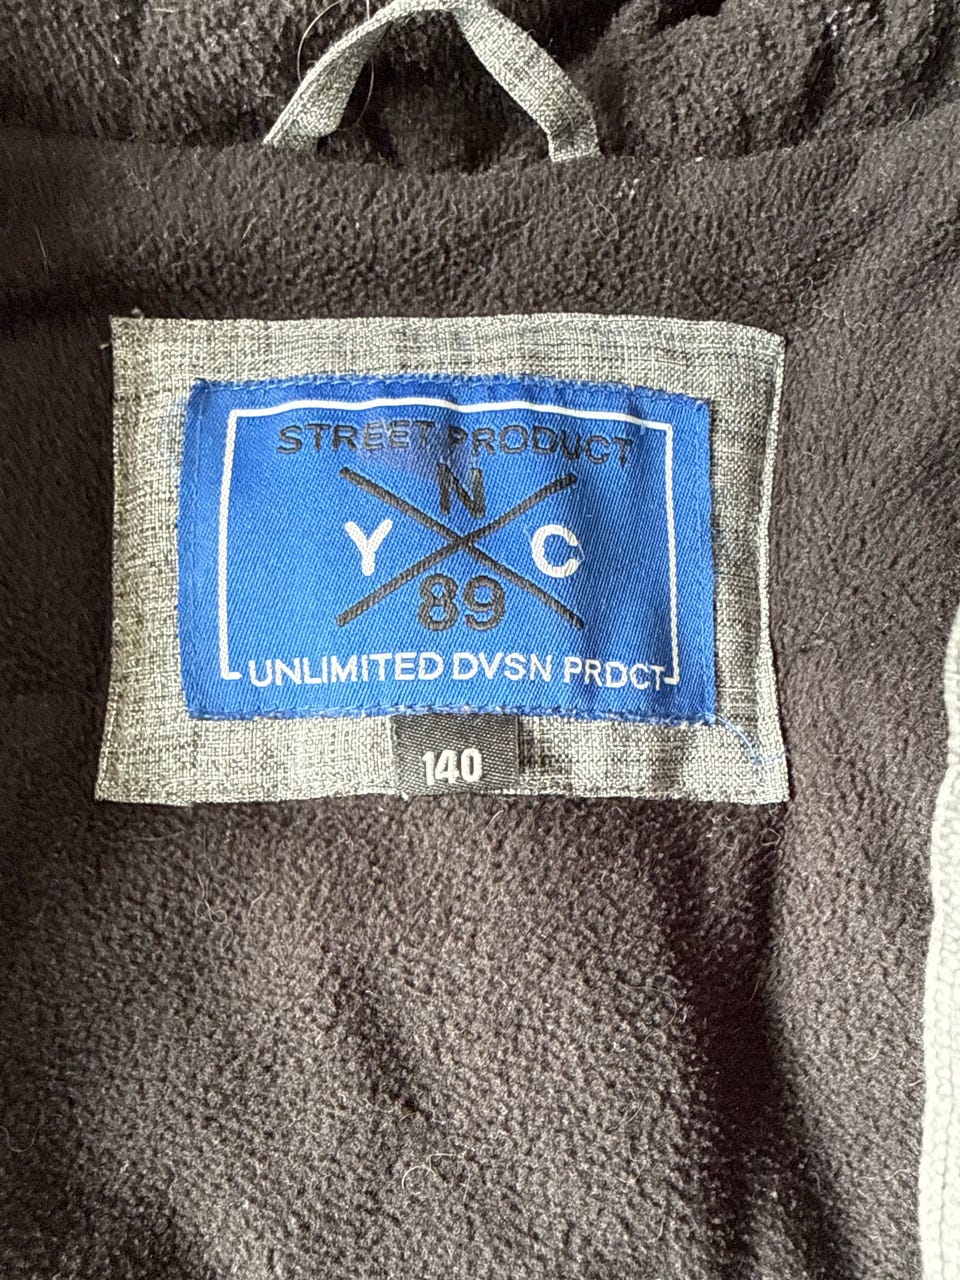 STREET PRODUCT
N
Y C
89
UNLIMITED DVSN PRDCT
140